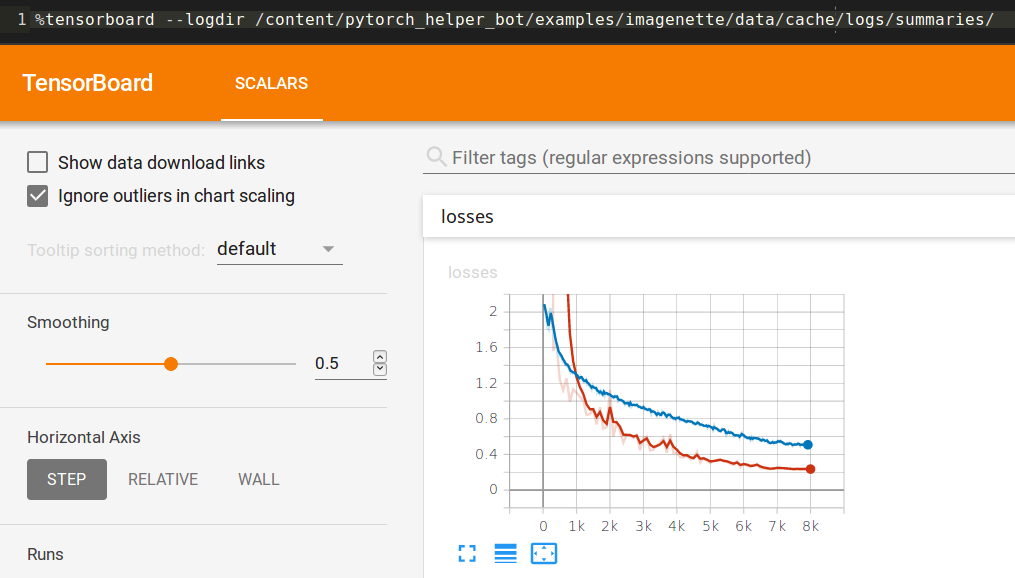 1 %tensorboard --logdir /content/pytorch_helper_bot/examples/imagenette/data/cache/logs/summaries/
TensorBoard SCALARS
Show data download links
Ignore outliers in chart scaling
Tooltip sorting method: default
Smoothing
0.5
Horizontal Axis
STEP RELATIVE WALL
Runs
Filter tags (regular expressions supported)
losses
losses
2
1.6
1.2
0.8
0.4
0
0 1k 2k 3k 4k 5k 6k 7k 8k